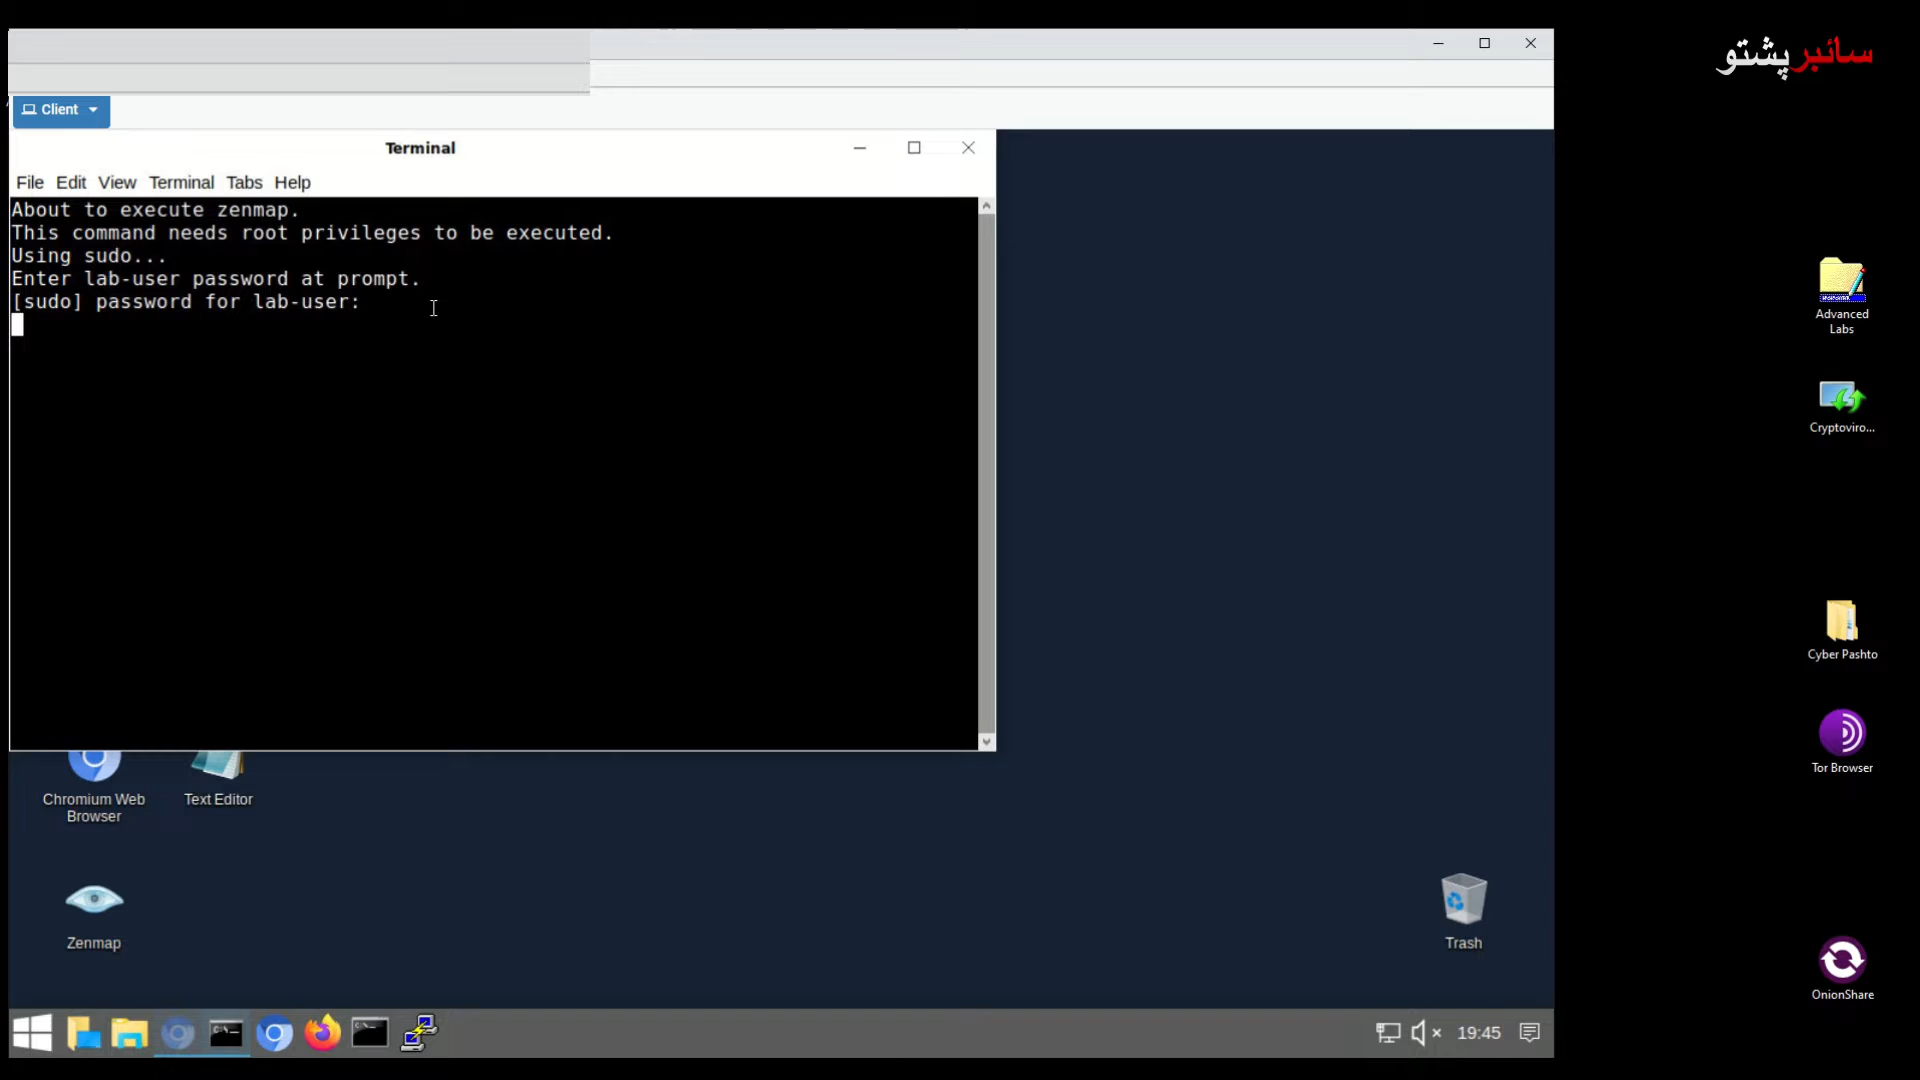 سائبر پشتو
Client
Terminal
File Edit View Terminal Tabs Help
About to execute zenmap.
This command needs root privileges to be executed.
Using sudo...
Enter lab-user password at prompt.
[sudo] password for lab-user:
Chromium Web
Browser
Text Editor
Zenmap
Trash
19:45
Advanced
Labs
Cryptoviro...
Cyber Pashto
Tor Browser
OnionShare